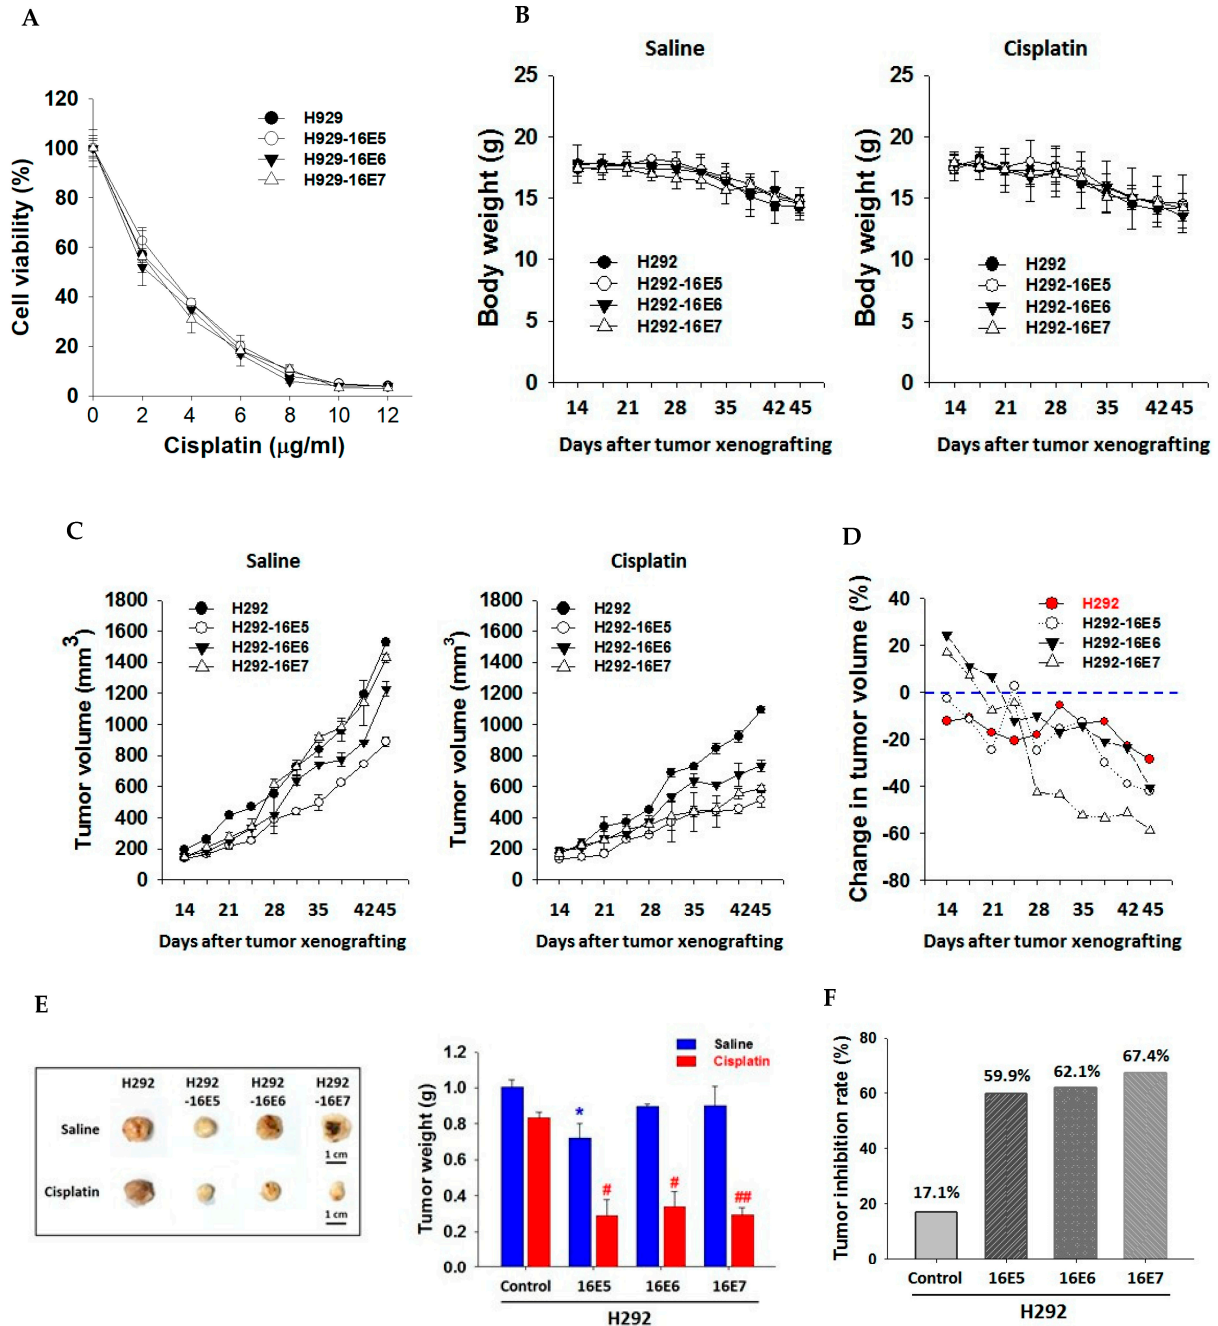 A
120
100
80
60
40
20
0
Cell viability (%)
H929
H929-16E5
H929-16E6
H929-16E7
0 2 4 6 8 10 12
Cisplatin (μg/ml)
B
Saline
25
20
15
10
5
0
Body weight (g)
H292
H292-16E5
H292-16E6
H292-16E7
14 21 28 35 42 45
Days after tumor xenografting
Cisplatin
25
20
15
10
5
0
Body weight (g)
H292
H292-16E5
H292-16E6
H292-16E7
14 21 28 35 42 45
Days after tumor xenografting
C
Saline
1800
1600
1400
1200
1000
800
600
400
200
0
Tumor volume (mm³)
H292
H292-16E5
H292-16E6
H292-16E7
14 21 28 35 42 45
Days after tumor xenografting
Cisplatin
1800
1600
1400
1200
1000
800
600
400
200
0
Tumor volume (mm³)
H292
H292-16E5
H292-16E6
H292-16E7
14 21 28 35 42 45
Days after tumor xenografting
D
40
20
0
-20
-40
-60
-80
Change in tumor volume (%)
H292
H292-16E5
H292-16E6
H292-16E7
14 21 28 35 42 45
Days after tumor xenografting
E
H292 H292 H292 H292
-16E5 -16E6 -16E7
Saline
1 cm
Cisplatin
1 cm
Saline
Cisplatin
1.2
1.0
0.8
0.6
0.4
0.2
0.0
Tumor weight (g)
*
# # ##
Control 16E5 16E6 16E7
H292
F
80
60
40
20
0
Tumor inhibition rate (%)
17.1%
59.9%
62.1%
67.4%
Control 16E5 16E6 16E7
H292